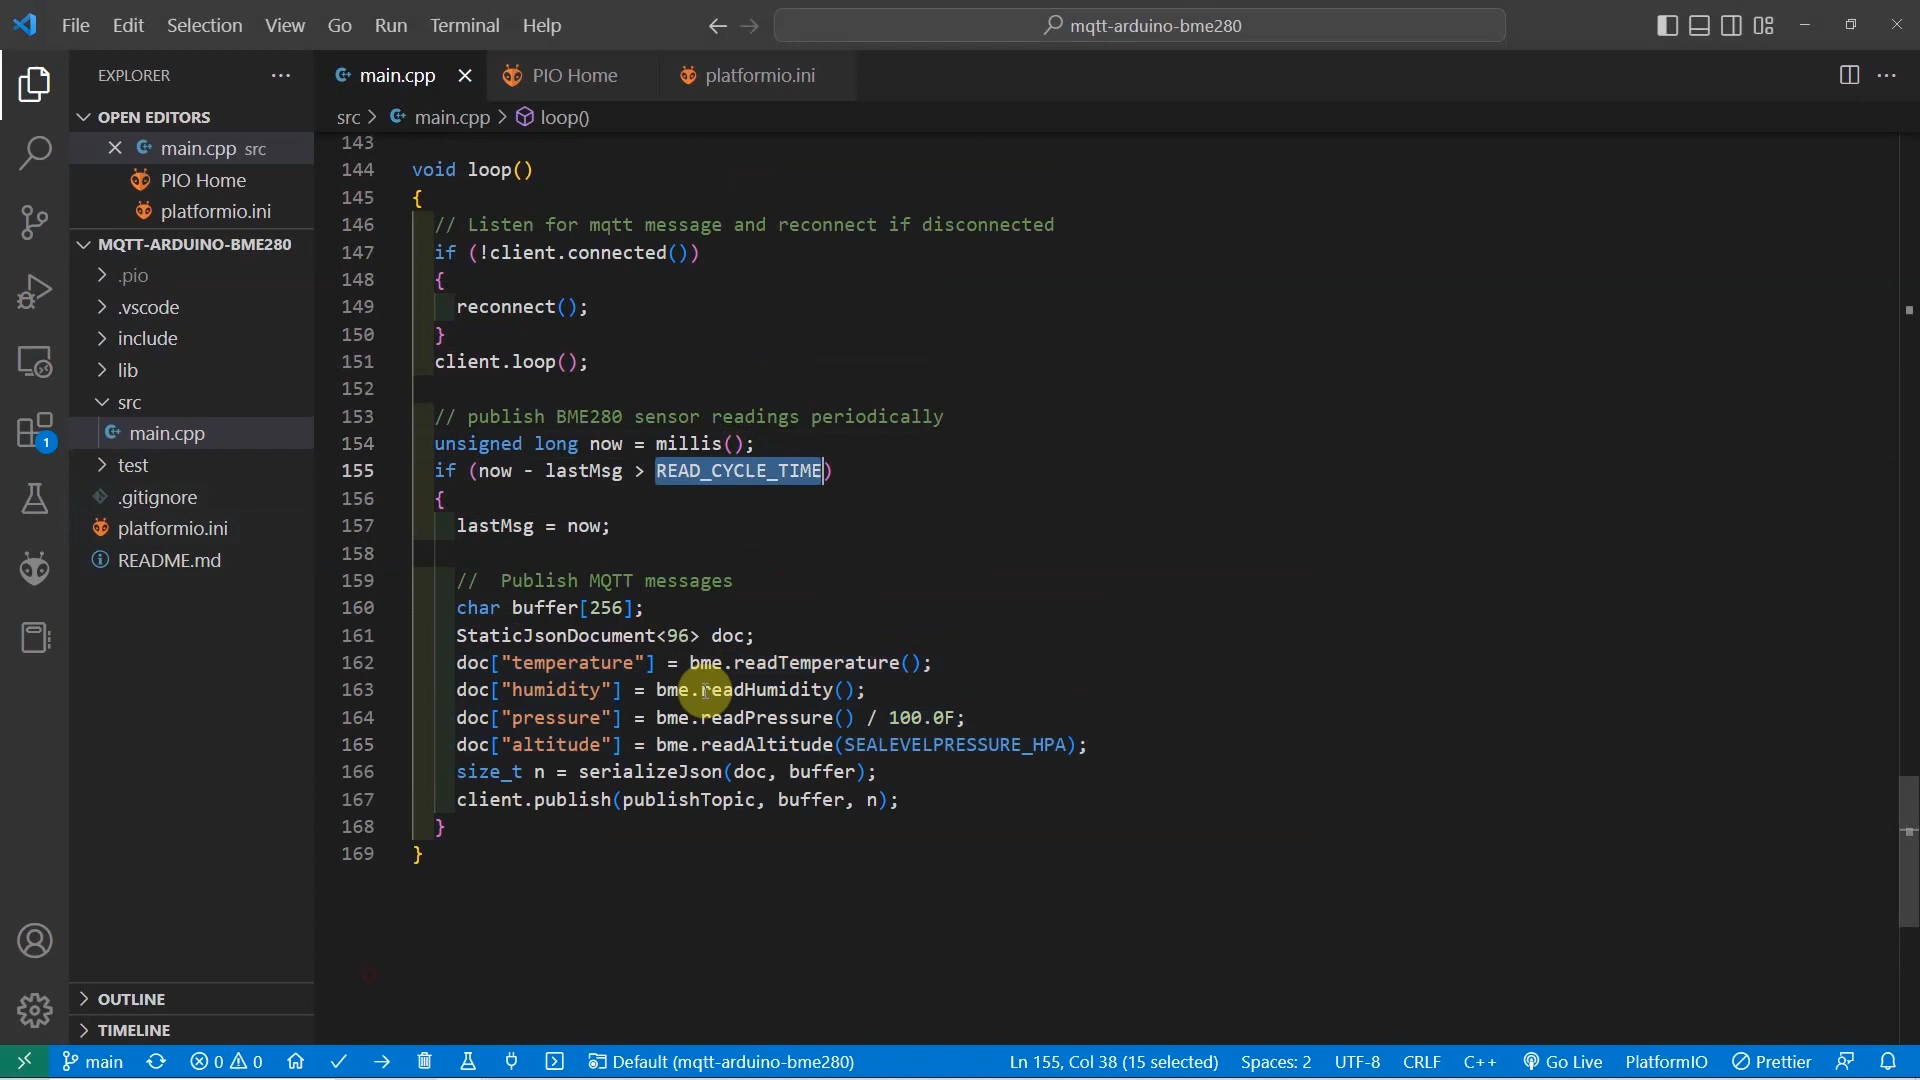 File Edit Selection View Go Run Terminal Help
mqtt-arduino-bme280
EXPLORER
main.cpp
PIO Home
platformio.ini
OPEN EDITORS
src > main.cpp > loop()
main.cpp src
PIO Home
platformio.ini
MQTT-ARDUINO-BME280
.pio
.vscode
include
lib
src
main.cpp
test
.gitignore
platformio.ini
README.md
143
144 void loop()
145 {
146 // Listen for mqtt message and reconnect if disconnected
147 if (!client.connected())
148 {
149 reconnect();
150 }
151 client.loop();
152
153 // publish BME280 sensor readings periodically
154 unsigned long now = millis();
155 if (now - lastMsg > READ_CYCLE_TIME)
156 {
157 lastMsg = now;
158
159 //  Publish MQTT messages
160 char buffer[256];
161 StaticJsonDocument<96> doc;
162 doc["temperature"] = bme.readTemperature();
163 doc["humidity"] = bme.readHumidity();
164 doc["pressure"] = bme.readPressure() / 100.0F;
165 doc["altitude"] = bme.readAltitude(SEALEVELPRESSURE_HPA);
166 size_t n = serializeJson(doc, buffer);
167 client.publish(publishTopic, buffer, n);
168 }
169 }
1
OUTLINE
TIMELINE
main 0 0 Default (mqtt-arduino-bme280) Ln 155, Col 38 (15 selected) Spaces: 2 UTF-8 CRLF C++ Go Live PlatformIO Prettier